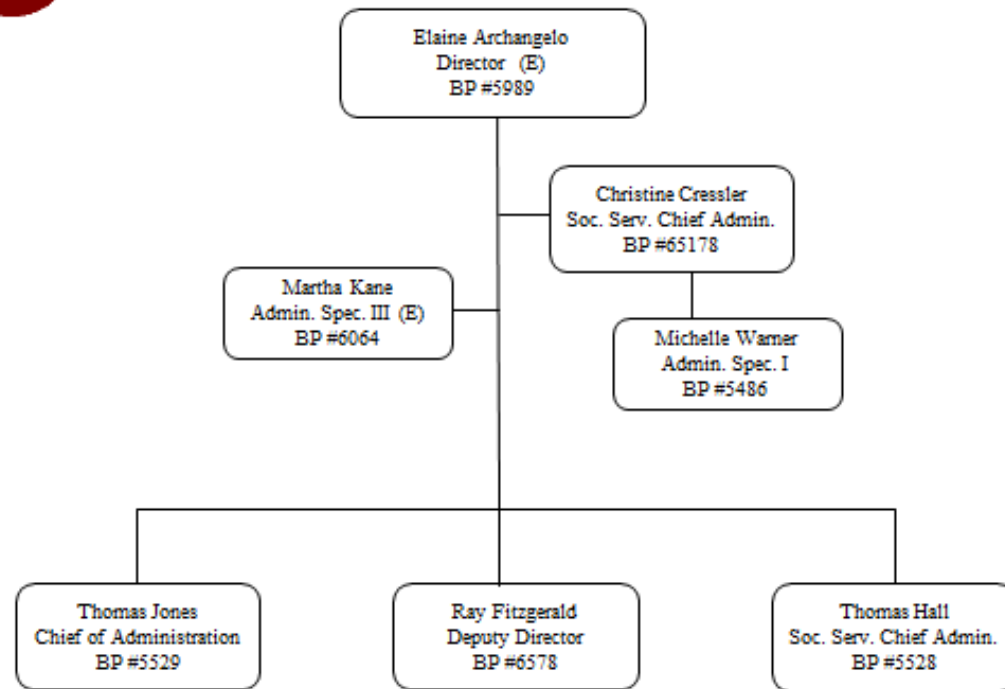 Elaine Archangelo
Director (E)
BP #5989
Christine Cressler
Soc. Serv. Chief Admin.
BP #65178
Martha Kane
Admin. Spec. III (E)
BP #6064
Michelle Warner
Admin. Spec. I
BP #5486
Thomas Jones
Chief of Administration
BP #5529
Ray Fitzgerald
Deputy Director
BP #6578
Thomas Hall
Soc. Serv. Chief Admin.
BP #5528